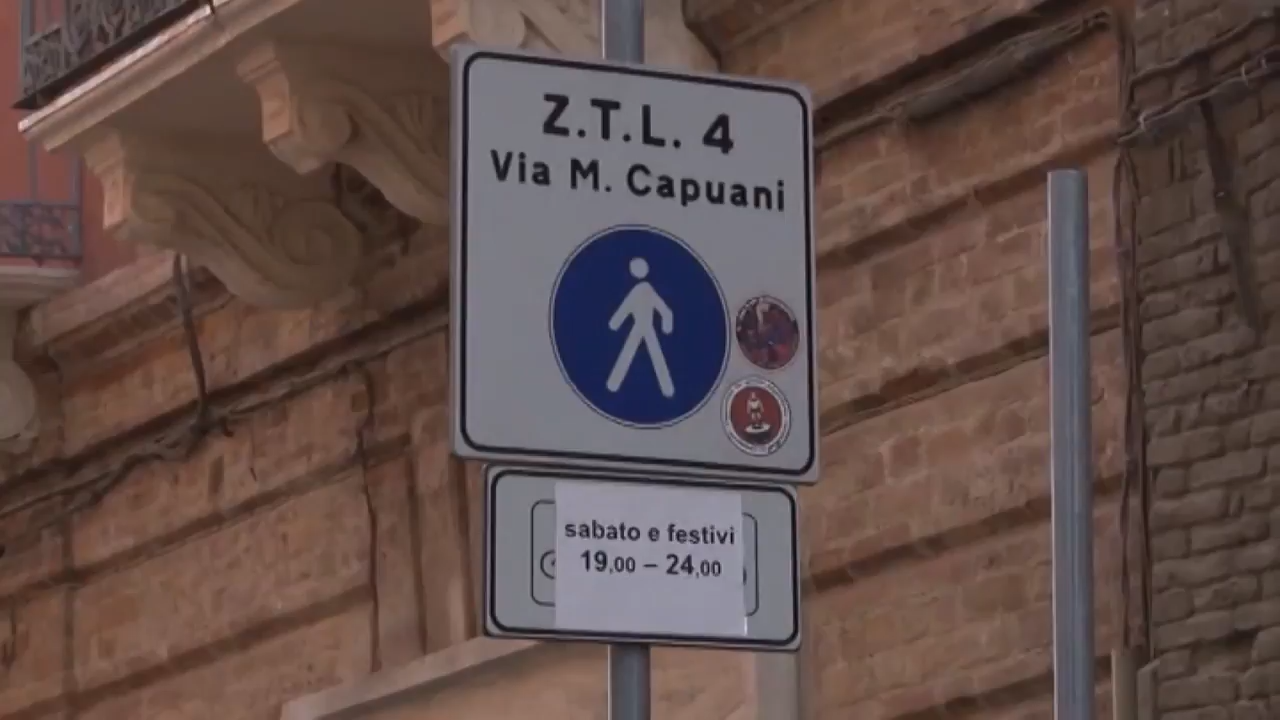 Z.T.L. 4
Via M. Capuani
sabato e festivi
19,00 – 24,00